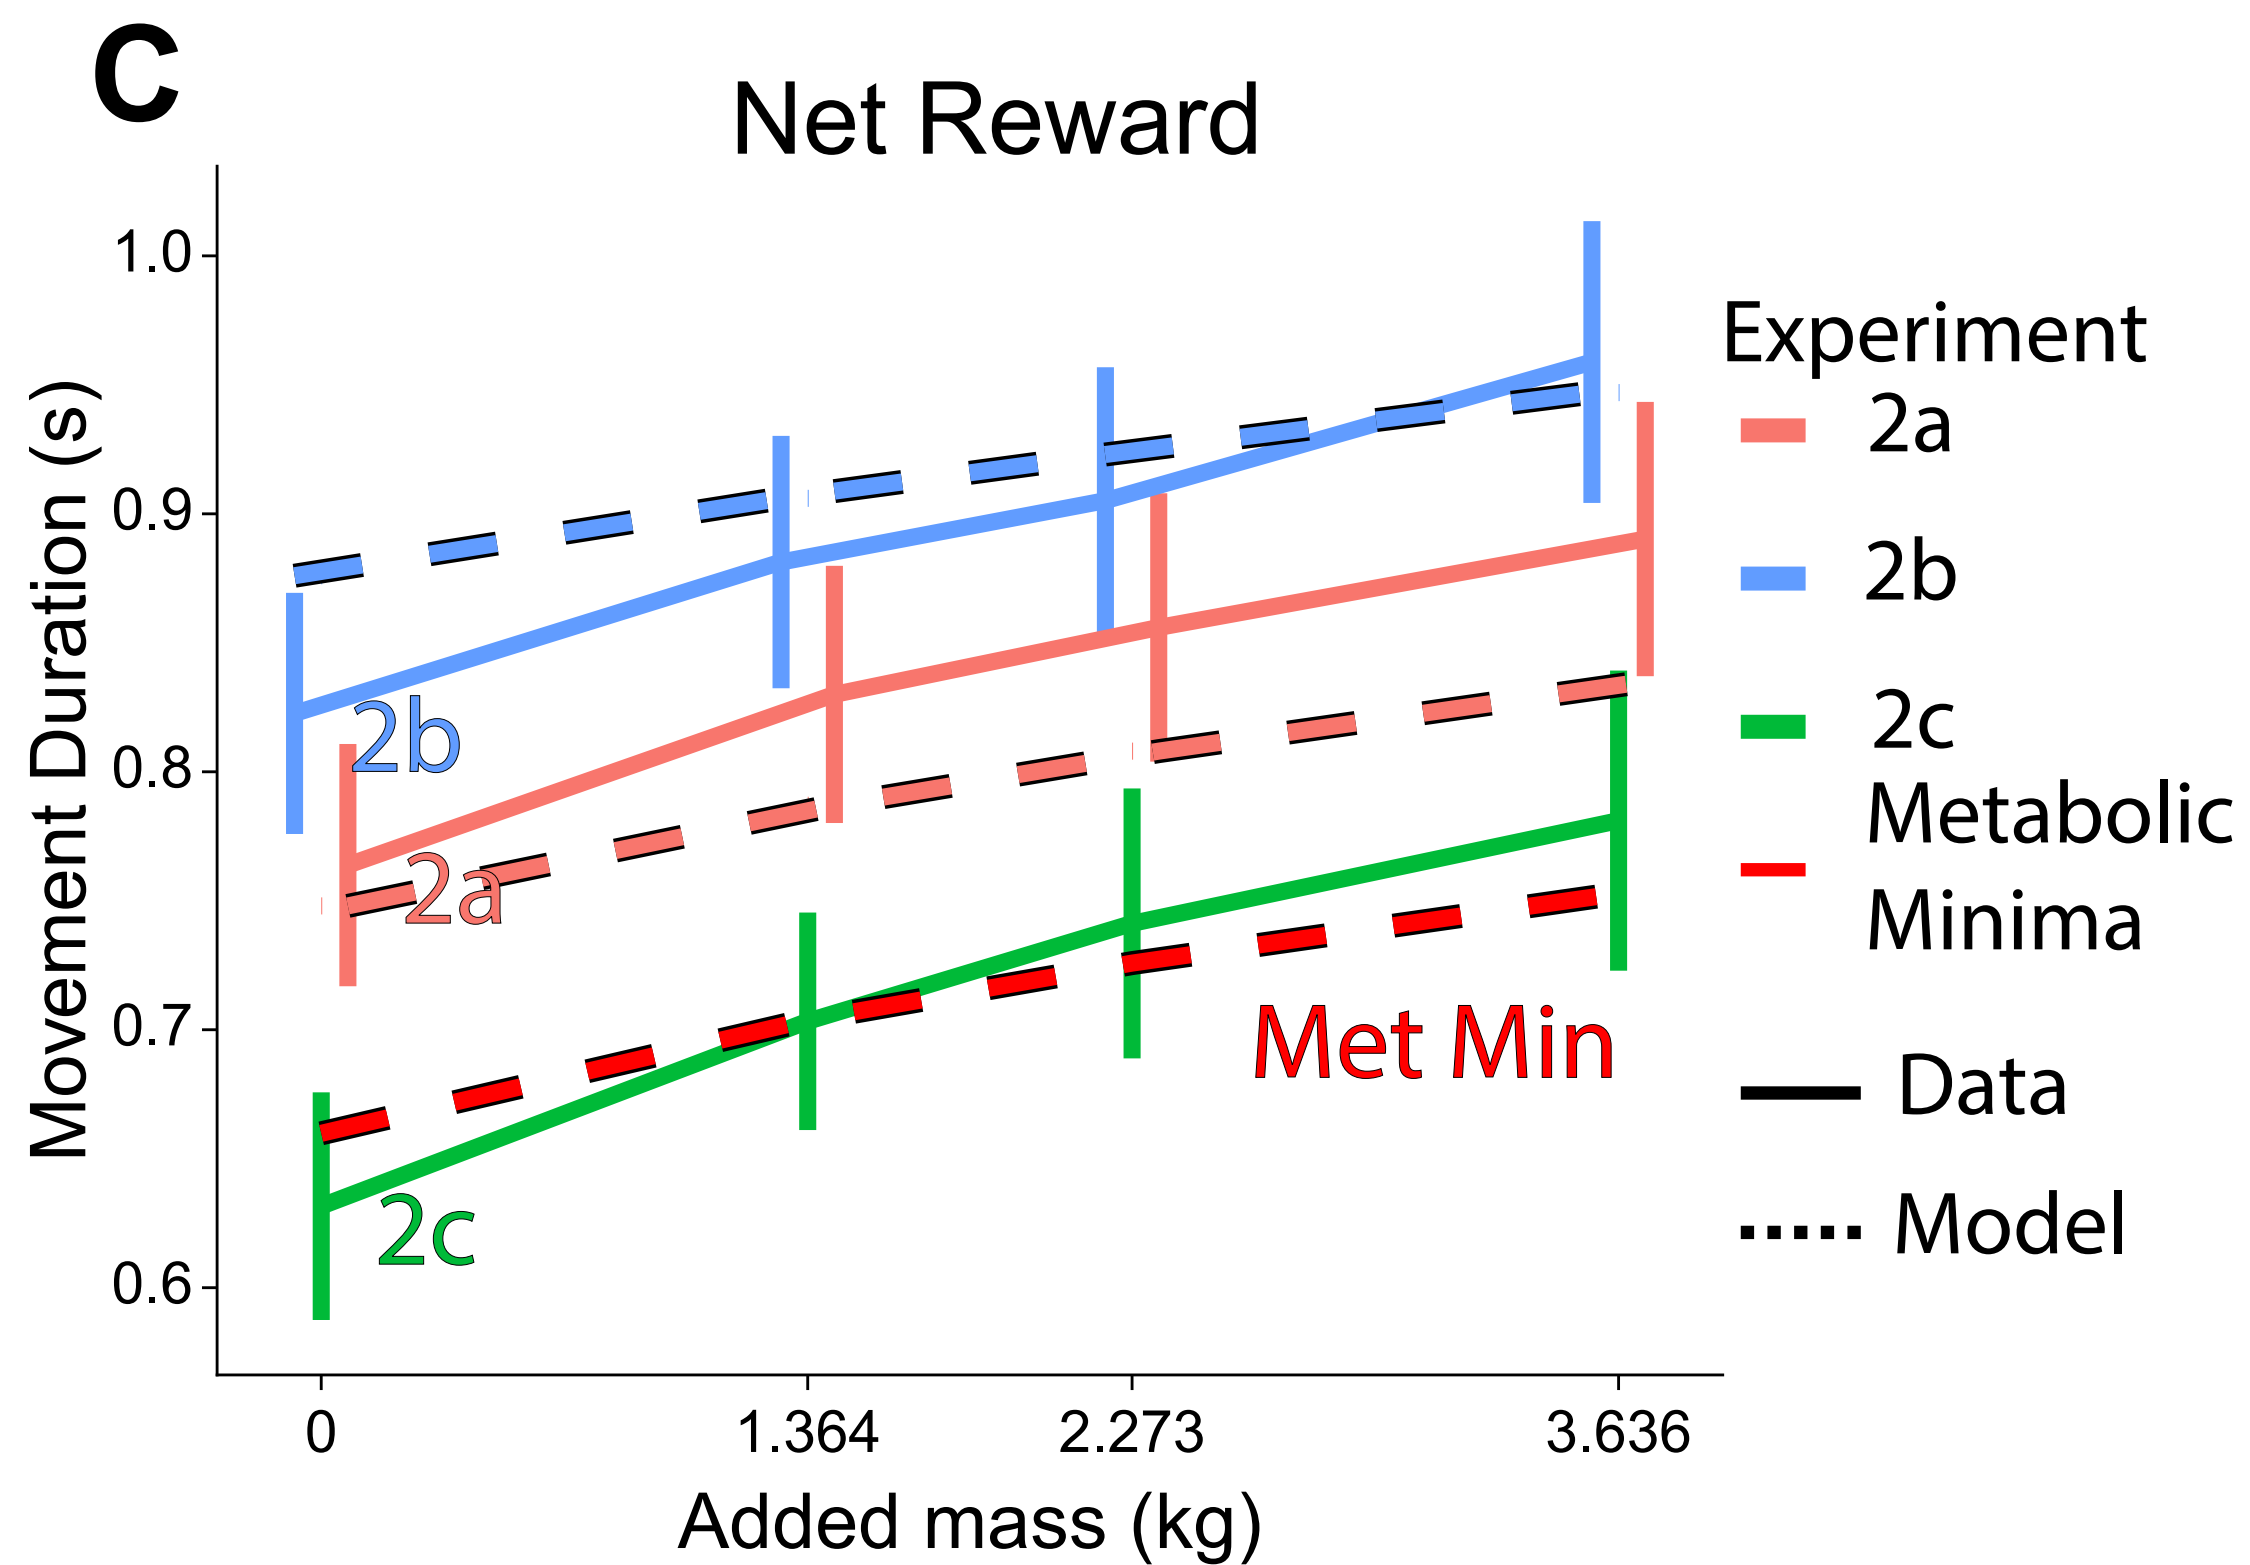 C
Net Reward
Movement Duration (s)
1.0
0.9
0.8
0.7
0.6
2b
2a
2c
Met Min
0
1.364
2.273
3.636
Added mass (kg)
Experiment
2a
2b
2c
Metabolic
Minima
Data
Model